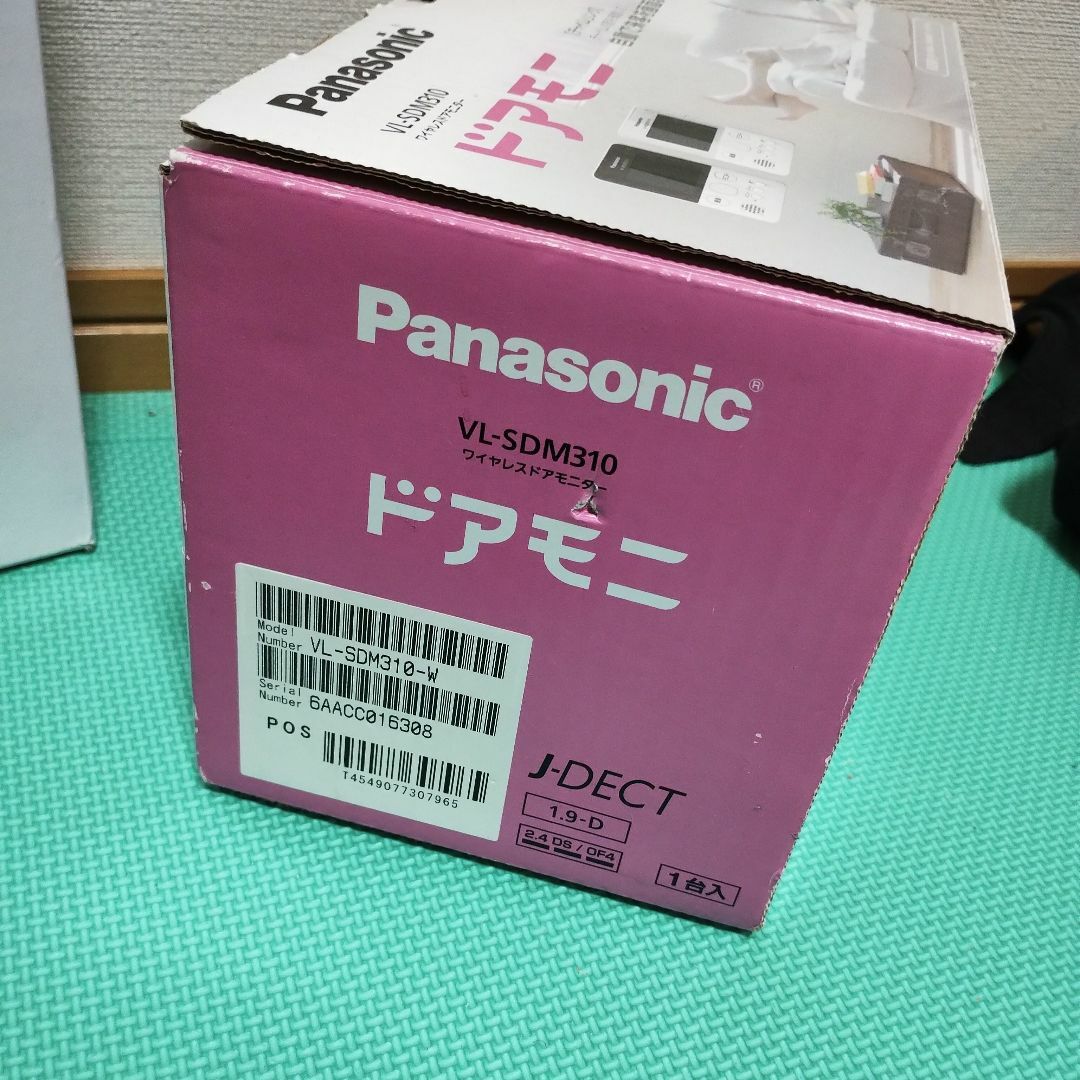 Panasonic
VL-SDM310
ワイヤレスドアモニター
ドアモニ
Panasonic®
VL-SDM310
ワイヤレスドアモニター
ドアモニ
Model
Number VL-SDM310-W
Serial
Number 6AACC016308
POS
T4549077307965
J-DECT
1.9-D
2.4 DS / OF4
1台入